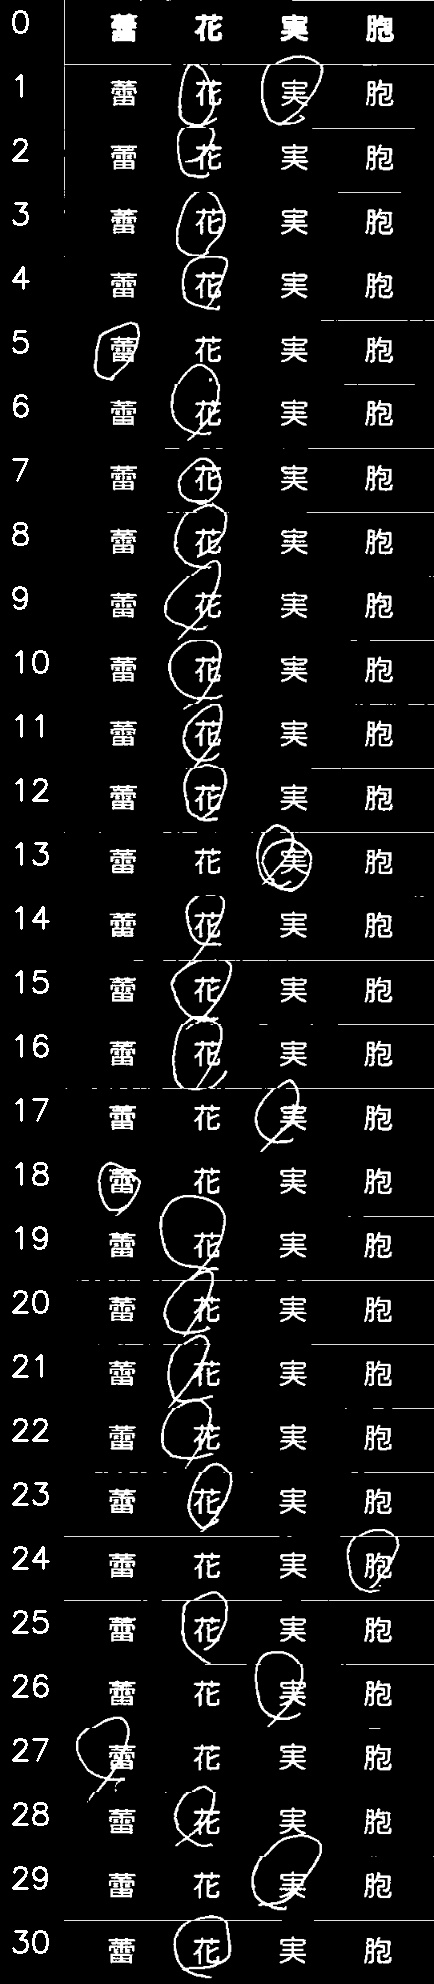 0 蕾 花 実 胞
1 蕾 花 実 胞
2 蕾 花 実 胞
3 蕾 花 実 胞
4 蕾 花 実 胞
5 蕾 花 実 胞
6 蕾 花 実 胞
7 蕾 花 実 胞
8 蕾 花 実 胞
9 蕾 花 実 胞
10 蕾 花 実 胞
11 蕾 花 実 胞
12 蕾 花 実 胞
13 蕾 花 実 胞
14 蕾 花 実 胞
15 蕾 花 実 胞
16 蕾 花 実 胞
17 蕾 花 実 胞
18 蕾 花 実 胞
19 蕾 花 実 胞
20 蕾 花 実 胞
21 蕾 花 実 胞
22 蕾 花 実 胞
23 蕾 花 実 胞
24 蕾 花 実 胞
25 蕾 花 実 胞
26 蕾 花 実 胞
27 蕾 花 実 胞
28 蕾 花 実 胞
29 蕾 花 実 胞
30 蕾 花 実 胞